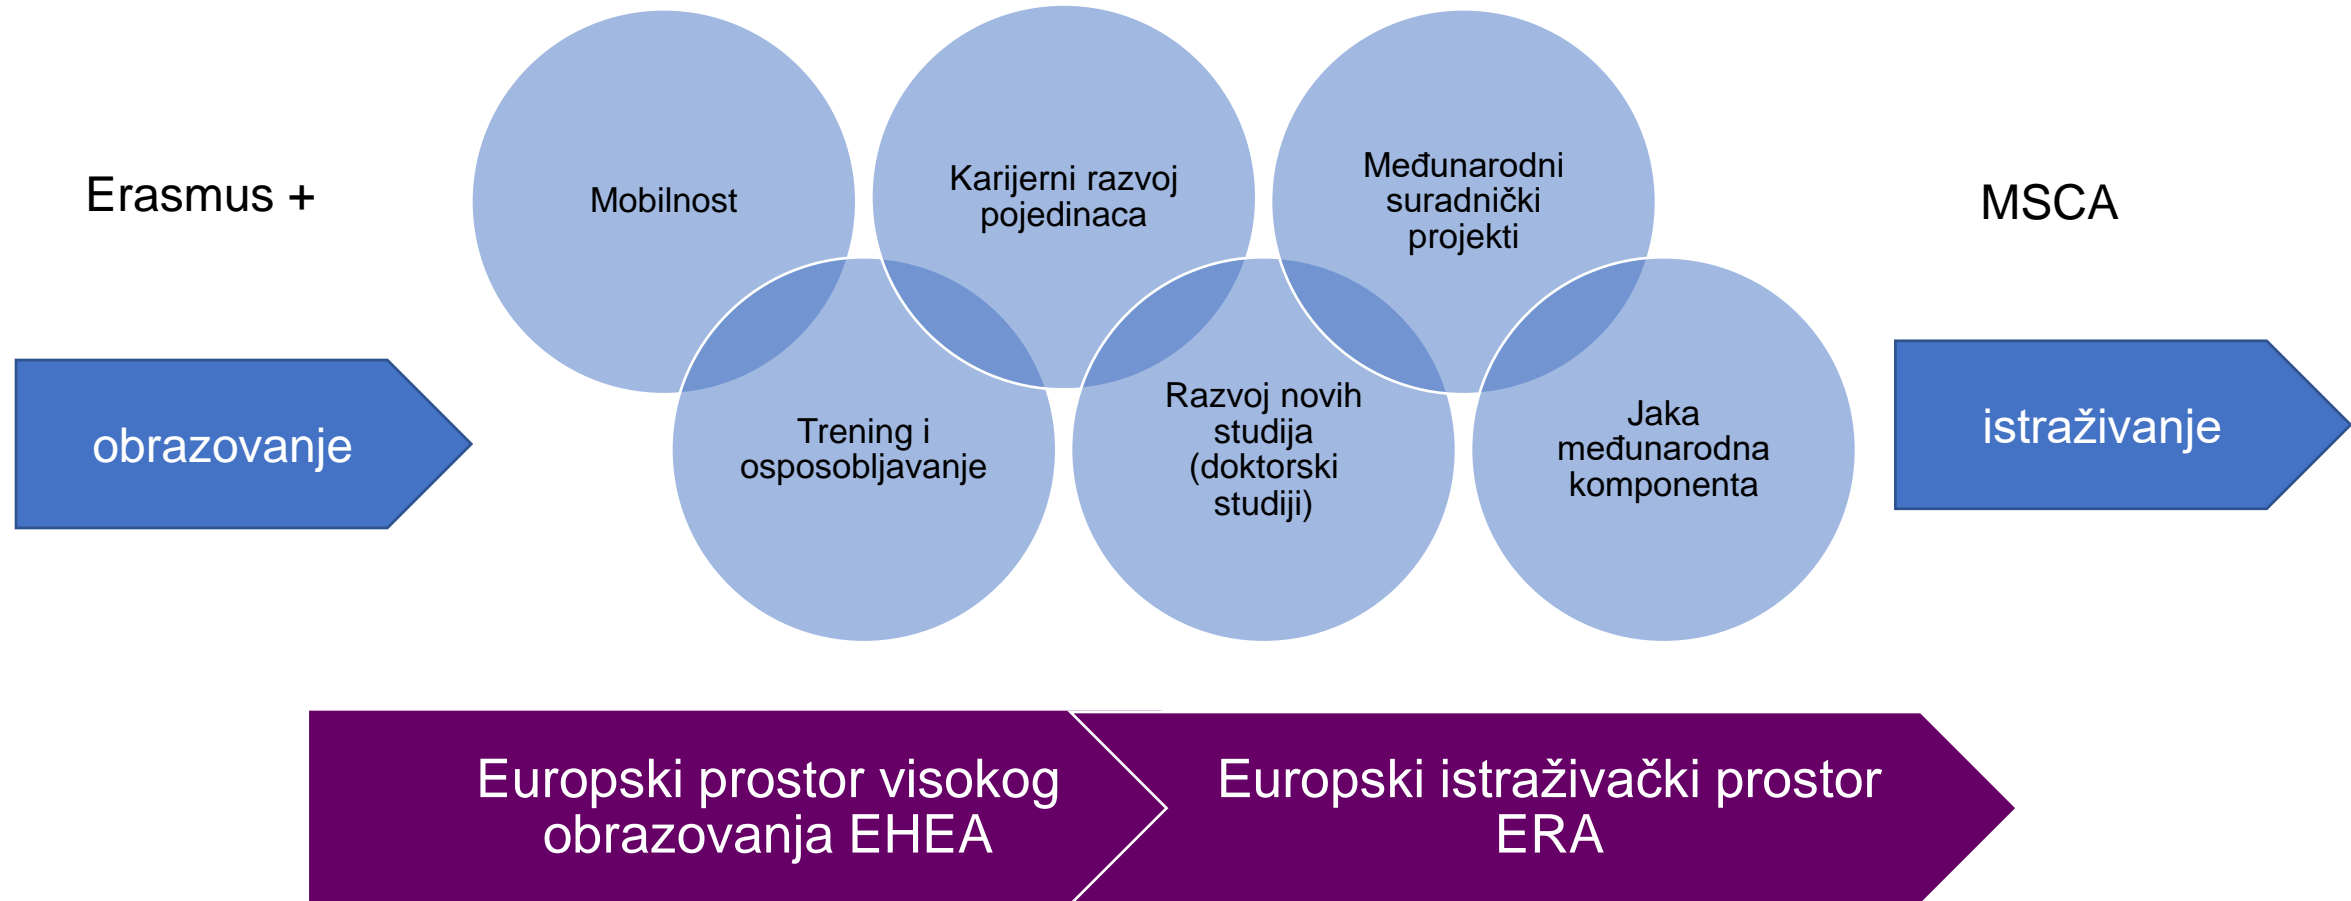 Erasmus +
obrazovanje
Mobilnost
Trening i
osposobljavanje
Karijerni razvoj
pojedinaca
Razvoj novih
studija
(doktorski
studiji)
Međunarodni
suradnički
projekti
Jaka
međunarodna
komponenta
MSCA
istraživanje
Europski prostor visokog
obrazovanja EHEA
Europski istraživački prostor
ERA